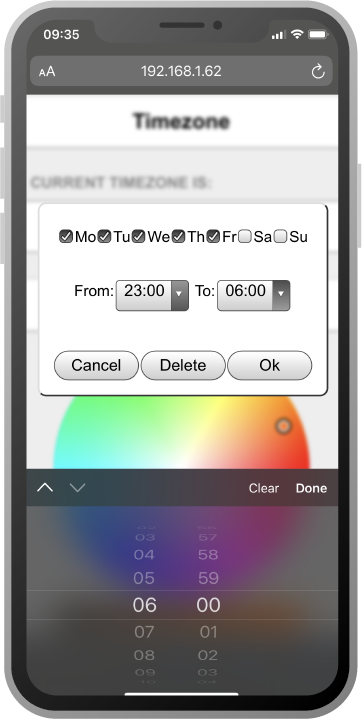 09:35
AA 192.168.1.62
Timezone
CURRENT TIMEZONE IS:
Mo Tu We Th Fr Sa Su
From: 23:00 To: 06:00
Cancel Delete Ok
Clear Done
03 57
04 58
05 59
06 00
07 01
08 02
09 03